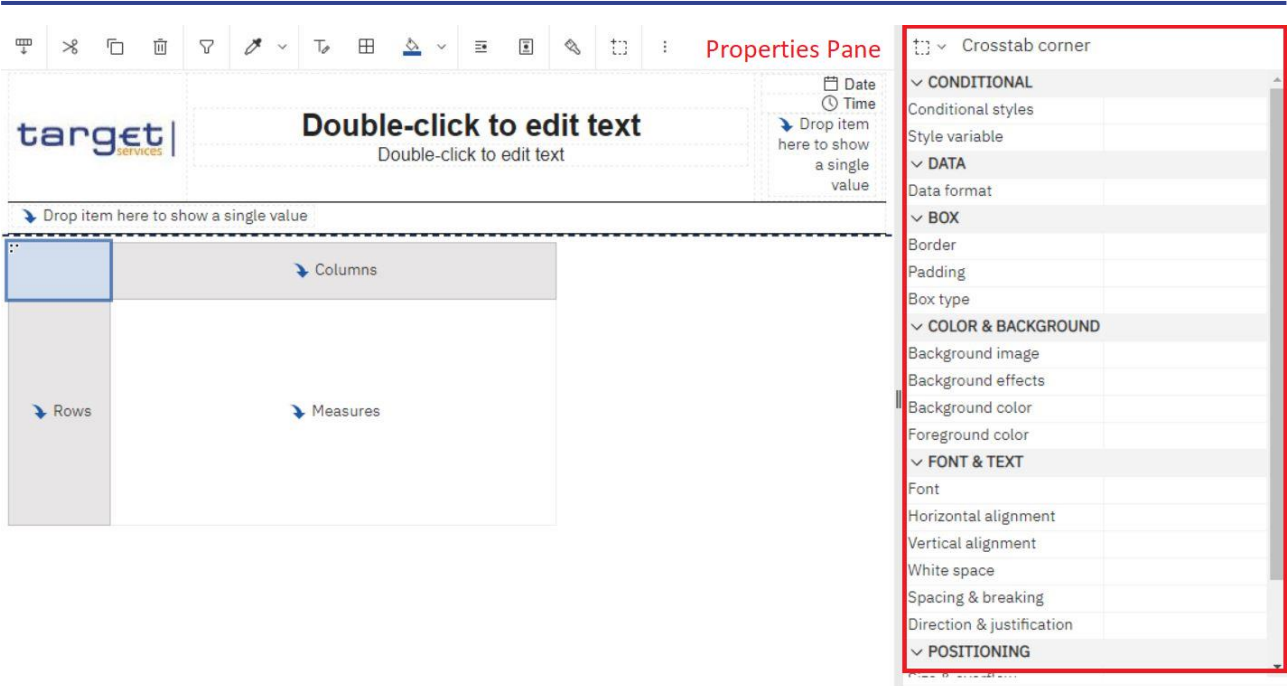 Properties Pane
Crosstab corner
target
services
Double-click to edit text
Double-click to edit text
Date
Time
Drop item
here to show
a single
value
Drop item here to show a single value
Columns
Rows
Measures
CONDITIONAL
Conditional styles
Style variable
DATA
Data format
BOX
Border
Padding
Box type
COLOR & BACKGROUND
Background image
Background effects
Background color
Foreground color
FONT & TEXT
Font
Horizontal alignment
Vertical alignment
White space
Spacing & breaking
Direction & justification
POSITIONING